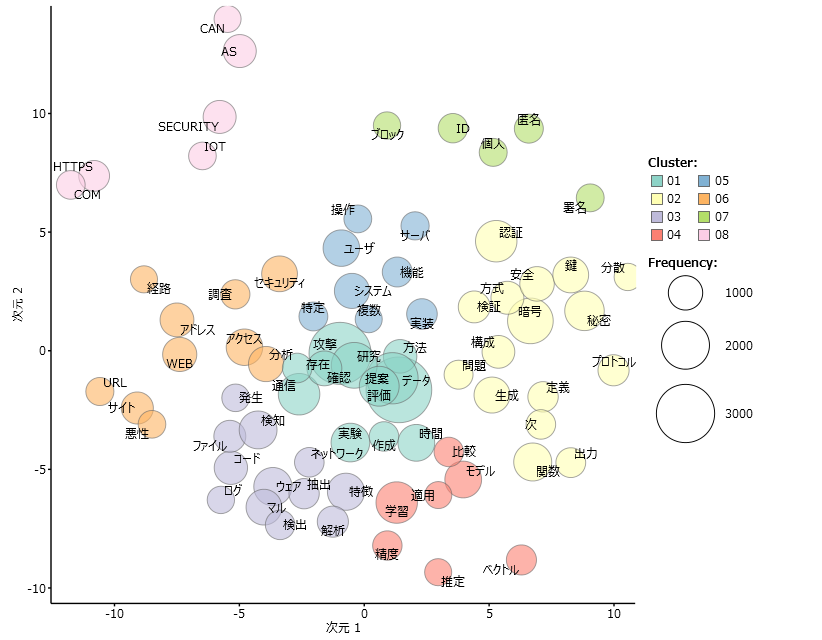 CAN
AS
SECURITY
IOT
HTTPS
COM
ブロック
ID
匿名
個人
署名
操作
サーバ
ユーザ
機能
システム
特定
複数
実装
認証
安全
鍵
分散
方式
検証
暗号
秘密
構成
問題
プロトコル
生成
定義
次
関数
出力
経路
調査
セキュリティ
アドレス
アクセス
分析
WEB
URL
サイト
悪性
攻撃
研究
方法
存在
確認
提案
データ
評価
通信
実験
作成
時間
発生
検知
ファイル
コード
ネットワーク
ログ
ウェア
抽出
特徴
マル
検出
解析
比較
モデル
適用
学習
精度
推定
ベクトル
10
5
0
-5
-10
次元 2
-10
-5
0
5
10
次元 1
Cluster:
01 05
02 06
03 07
04 08
Frequency:
1000
2000
3000